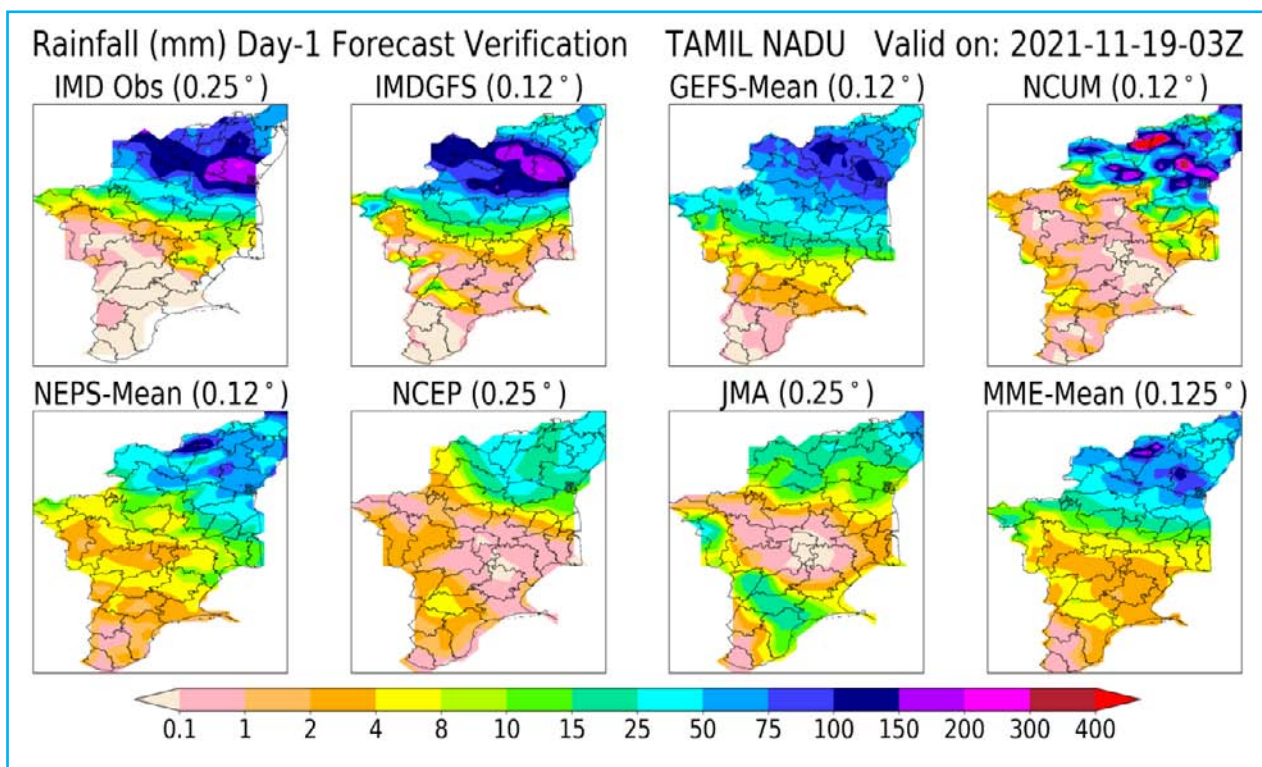 Rainfall (mm) Day-1 Forecast Verification TAMIL NADU Valid on: 2021-11-19-03Z
IMD Obs (0.25°) IMDGFS (0.12°) GEFS-Mean (0.12°) NCUM (0.12°)
NEPS-Mean (0.12°) NCEP (0.25°) JMA (0.25°) MME-Mean (0.125°)
0.1 1 2 4 8 10 15 25 50 75 100 150 200 300 400